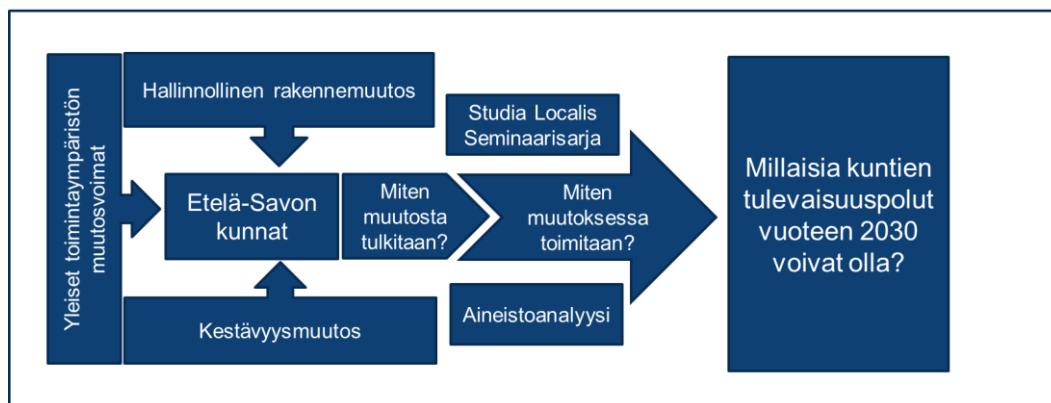 Yleiset toimintaympäristön
muutosvoimat
Hallinnollinen rakennemuutos
Etelä-Savon
kunnat
Kestävyysmuutos
Miten
muutosta
tulkitaan?
Studia Localis
Seminaarisarja
Miten
muutoksessa
toimitaan?
Aineistoanalyysi
Millaisia kuntien
tulevaisuuspolut
vuoteen 2030
voivat olla?